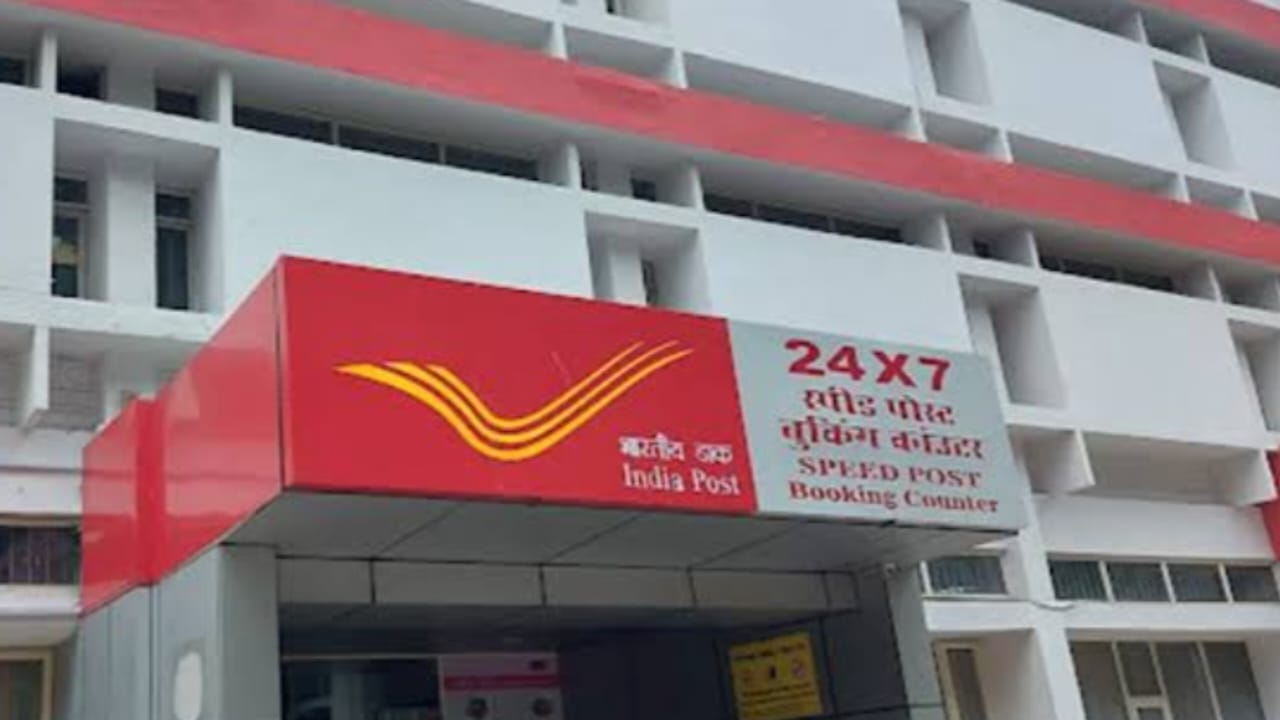 भारतीय डाक
India Post
24X7
स्पीड पोस्ट
बुकिंग काउंटर
SPEED POST
Booking Counter